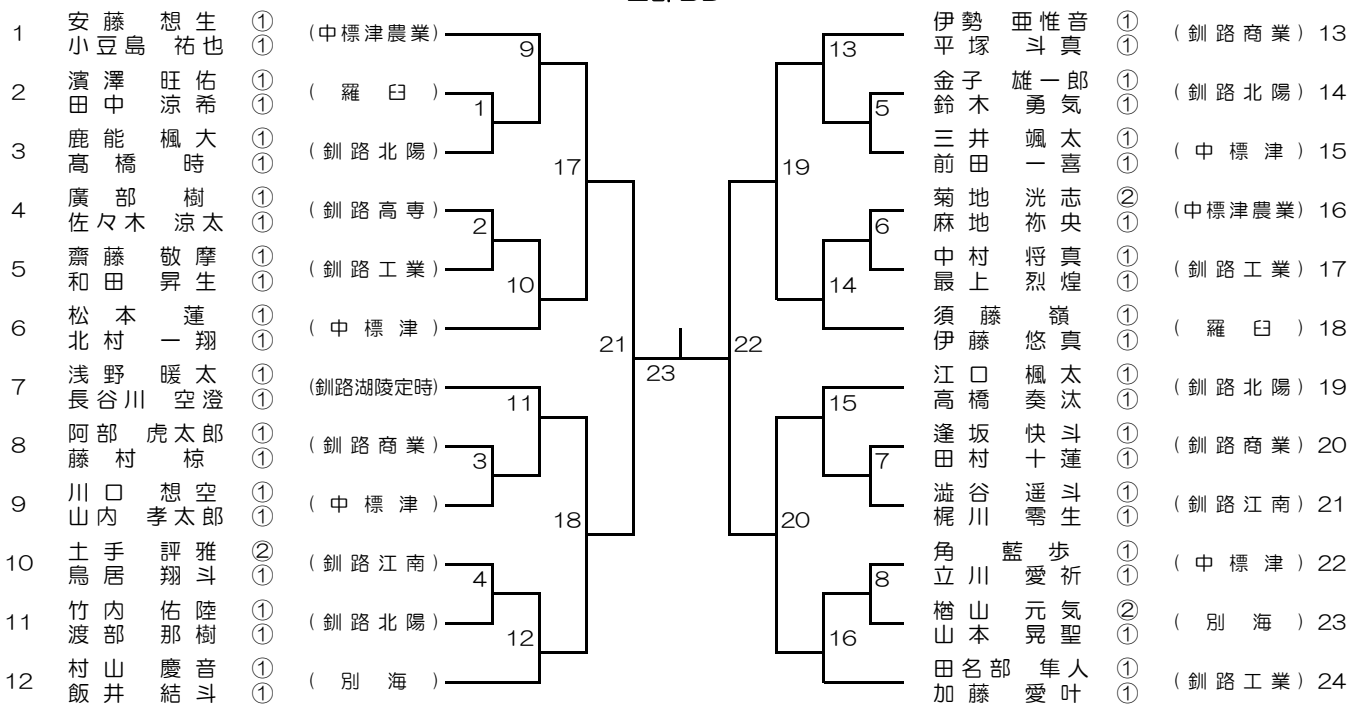 1 安藤 想生 ① (中標津農業)
小豆島 祐也 ①
2 濱澤 旺佑 ① (羅臼)
田中 涼希 ①
3 鹿能 楓大 ① (釧路北陽)
髙橋 時 ①
4 廣部 樹 ① (釧路高専)
佐々木 涼太 ①
5 齋藤 敬摩 ① (釧路工業)
和田 昇生 ①
6 松本 蓮 ① (中標津)
北村 一翔 ①
7 浅野 暖太 ① (釧路湖陵定時)
長谷川 空澄 ①
8 阿部 虎太郎 ① (釧路商業)
藤村 椋 ①
9 川口 想空 ① (中標津)
山内 孝太郎 ①
10 土手 評雅 ② (釧路江南)
鳥居 翔斗 ①
11 竹内 佑陸 ① (釧路北陽)
渡部 那樹 ①
12 村山 慶音 ① (別海)
飯井 結斗 ①
9
1
17
2
10
21
11
3
18
4
12
23
22
13
5
19
6
14
15
7
20
8
16
伊勢 亜惟音 ① (釧路商業) 13
平塚 斗真 ①
金子 雄一郎 ① (釧路北陽) 14
鈴木 勇気 ①
三井 颯太 ① (中標津) 15
前田 一喜 ①
菊地 洸志 ② (中標津農業) 16
麻地 祢央 ①
中村 将真 ① (釧路工業) 17
最上 烈煌 ①
須藤 嶺 ① (羅臼) 18
伊藤 悠真 ①
江口 楓太 ① (釧路北陽) 19
高橋 奏汰 ①
逢坂 快斗 ① (釧路商業) 20
田村 十蓮 ①
澁谷 遥斗 ① (釧路江南) 21
梶川 零生 ①
角 藍歩 ① (中標津) 22
立川 愛祈 ①
楢山 元気 ② (別海) 23
山本 晃聖 ①
田名部 隼人 ① (釧路工業) 24
加藤 愛叶 ①